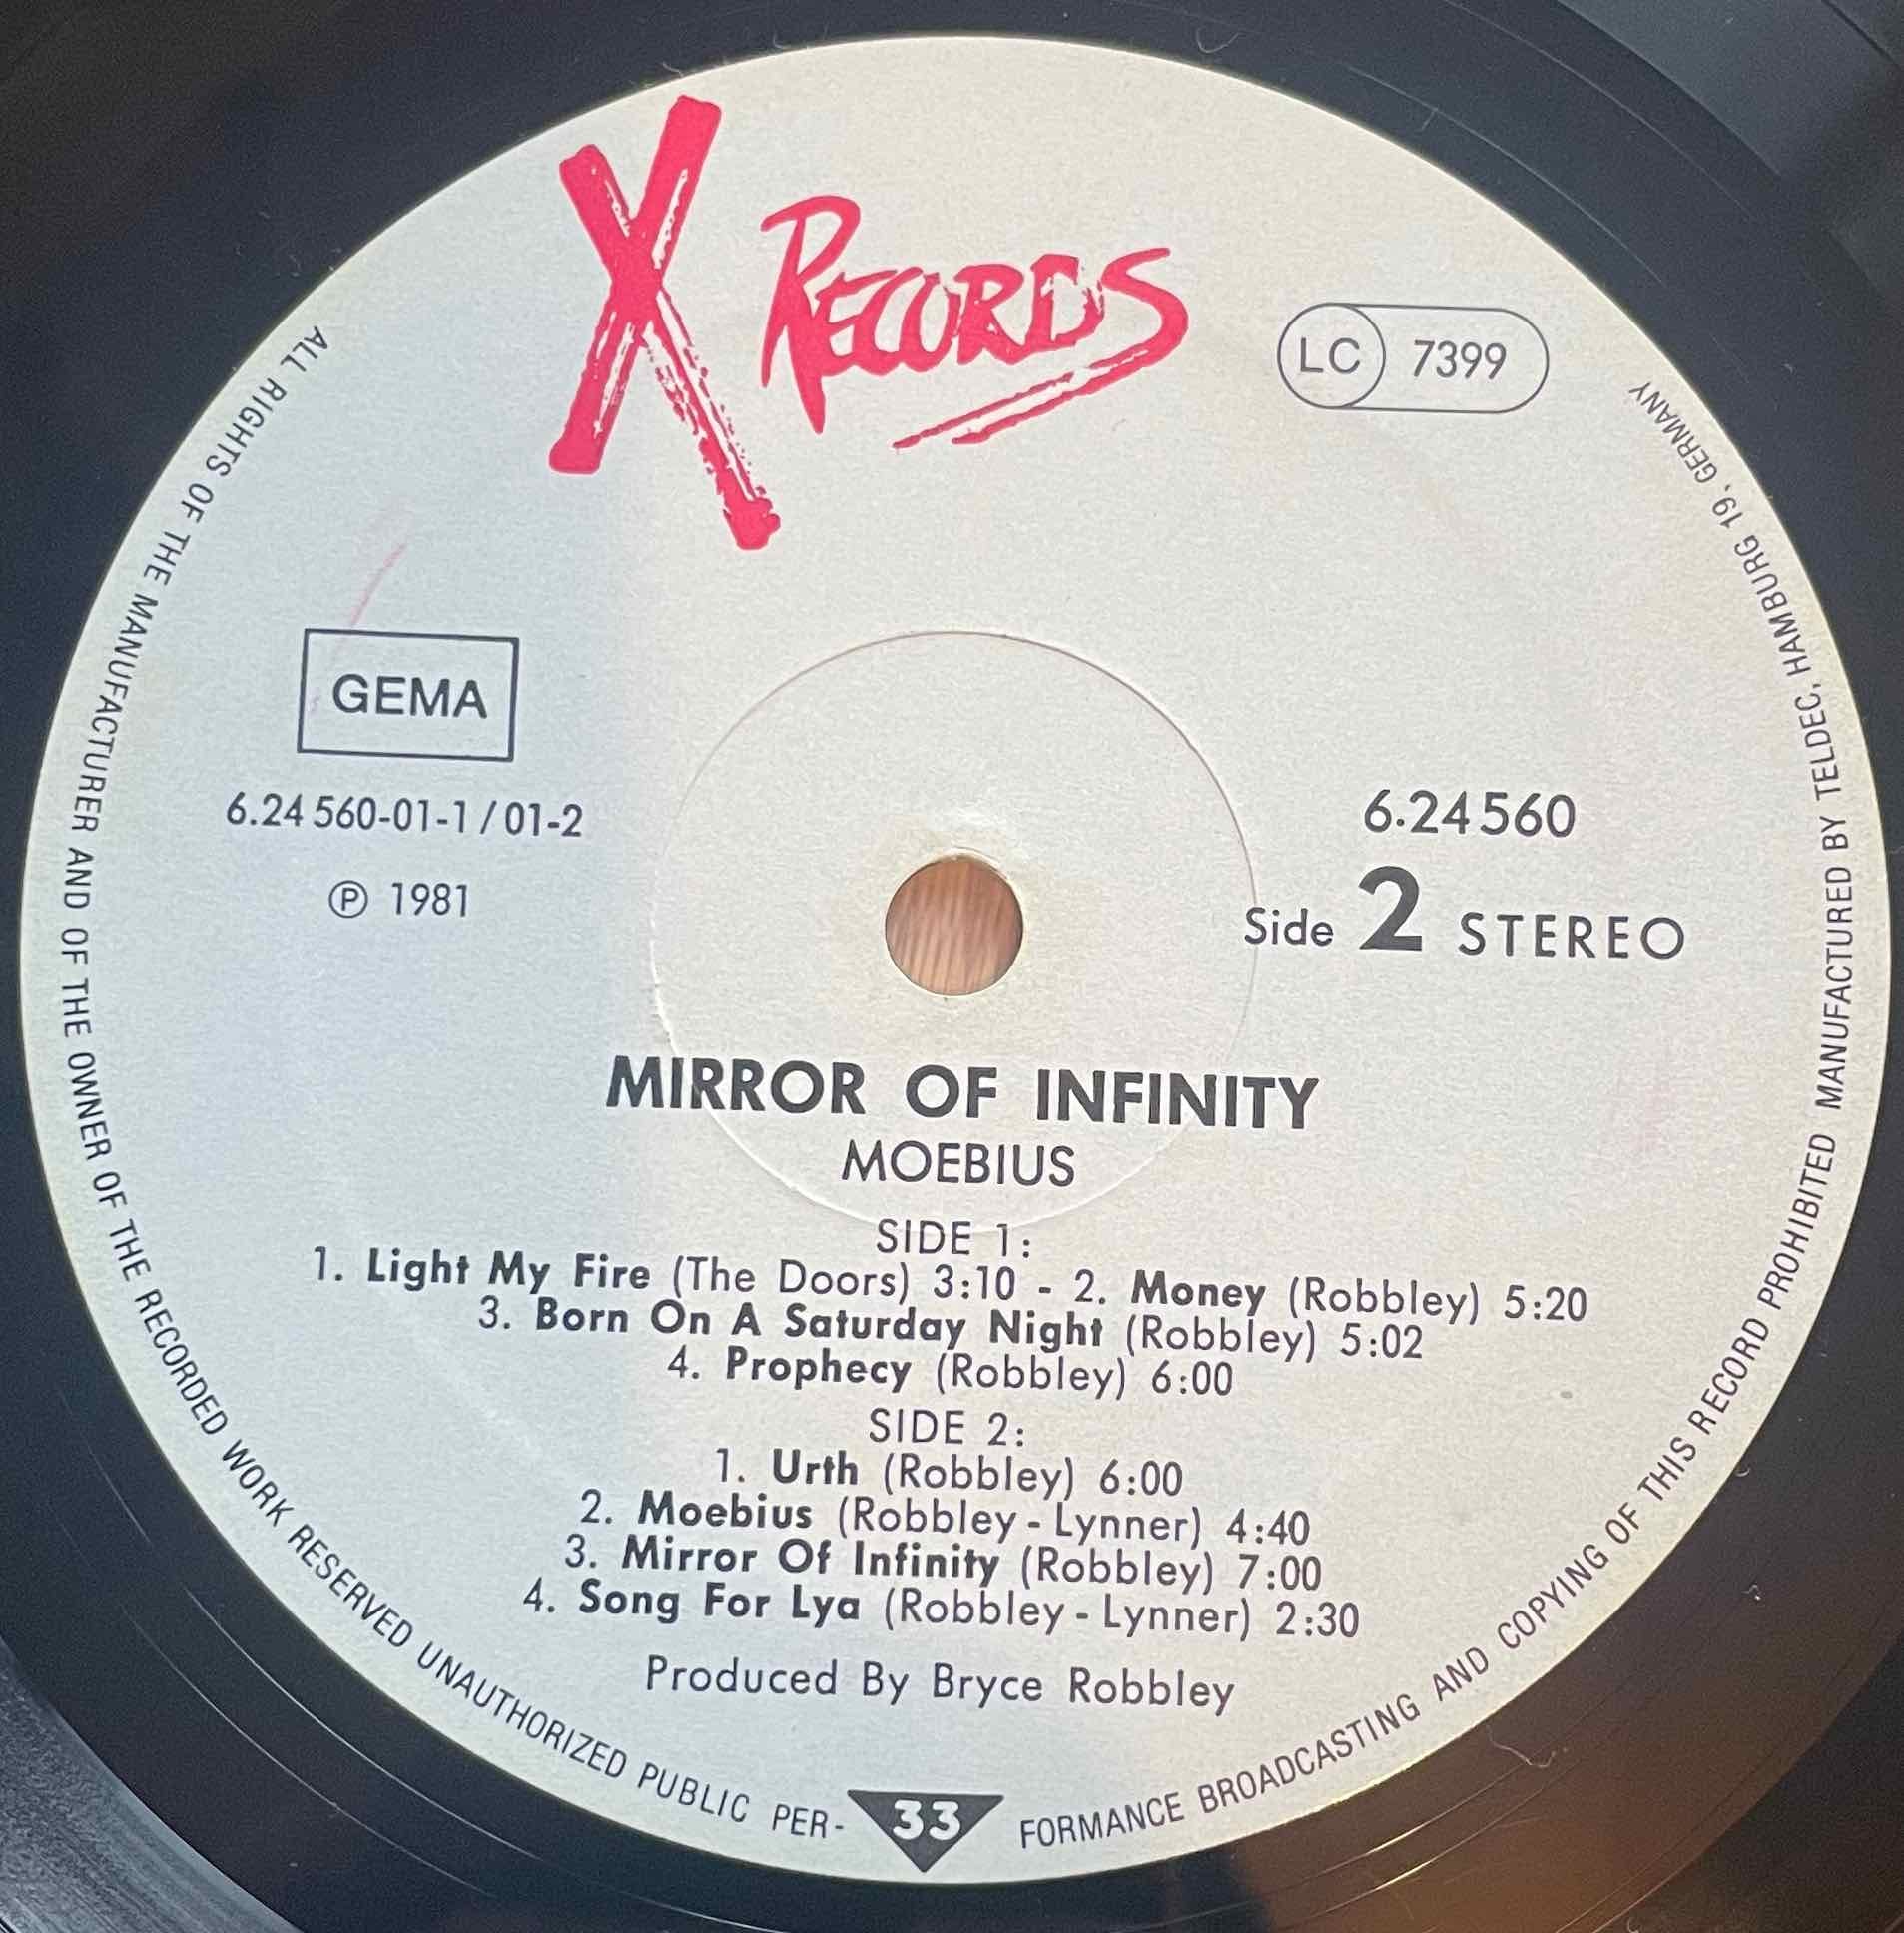 X RECORDS
LC 7399
GEMA
6.24 560-01-1 / 01-2
Ⓟ 1981
6.24560
Side 2 STEREO
MIRROR OF INFINITY
MOEBIUS
SIDE 1:
1. Light My Fire (The Doors) 3:10 - 2. Money (Robbley) 5:20
3. Born On A Saturday Night (Robbley) 5:02
4. Prophecy (Robbley) 6:00
SIDE 2:
1. Urth (Robbley) 6:00
2. Moebius (Robbley - Lynner) 4:40
3. Mirror Of Infinity (Robbley) 7:00
4. Song For Lya (Robbley - Lynner) 2:30
Produced By Bryce Robbley
33
ALL RIGHTS OF THE MANUFACTURER AND OF THE OWNER OF THE RECORDED WORK RESERVED UNAUTHORIZED PUBLIC PER-FORMANCE BROADCASTING AND COPYING OF THIS RECORD PROHIBITED MANUFACTURED BY TELDEC, HAMBURG 19, GERMANY